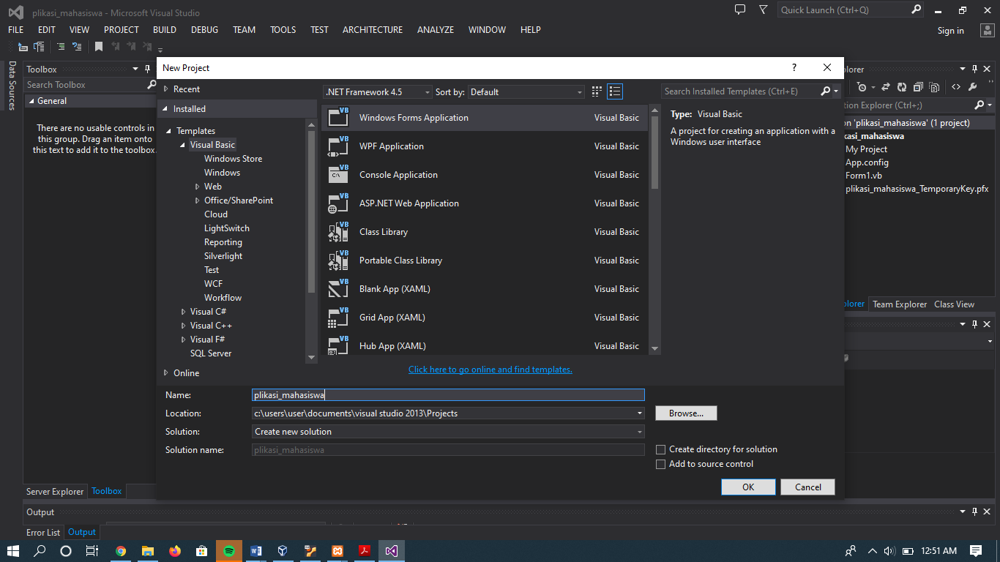 plikasi_mahasiswa - Microsoft Visual Studio
Quick Launch (Ctrl+Q)
FILE EDIT VIEW PROJECT BUILD DEBUG TEAM TOOLS TEST ARCHITECTURE ANALYZE WINDOW HELP
Sign in
Data Sources
Toolbox
Search Toolbox
General
There are no usable controls in
this group. Drag an item onto
this text to add it to the toolbox.
Server Explorer Toolbox
New Project
?
Recent
Installed
Templates
Visual Basic
Windows Store
Windows
Web
Office/SharePoint
Cloud
LightSwitch
Reporting
Silverlight
Test
WCF
Workflow
Visual C#
Visual C++
Visual F#
SQL Server
Online
.NET Framework 4.5 Sort by: Default
Search Installed Templates (Ctrl+E)
VB Windows Forms Application Visual Basic
VB WPF Application Visual Basic
VB C:\ Console Application Visual Basic
VB ASP.NET Web Application Visual Basic
VB Class Library Visual Basic
VB Portable Class Library Visual Basic
VB Blank App (XAML) Visual Basic
VB Grid App (XAML) Visual Basic
VB Hub App (XAML) Visual Basic
Click here to go online and find templates.
Type: Visual Basic
A project for creating an application with a
Windows user interface
Name: plikasi_mahasiswa
Location: c:\users\user\documents\visual studio 2013\Projects
Browse...
Solution: Create new solution
Solution name: plikasi_mahasiswa
Create directory for solution
Add to source control
OK Cancel
plorer
tion Explorer (Ctrl+;)
on 'plikasi_mahasiswa' (1 project)
kasi_mahasiswa
My Project
App.config
Form1.vb
plikasi_mahasiswa_TemporaryKey.pfx
plorer Team Explorer Class View
Output
Error List Output
12:51 AM